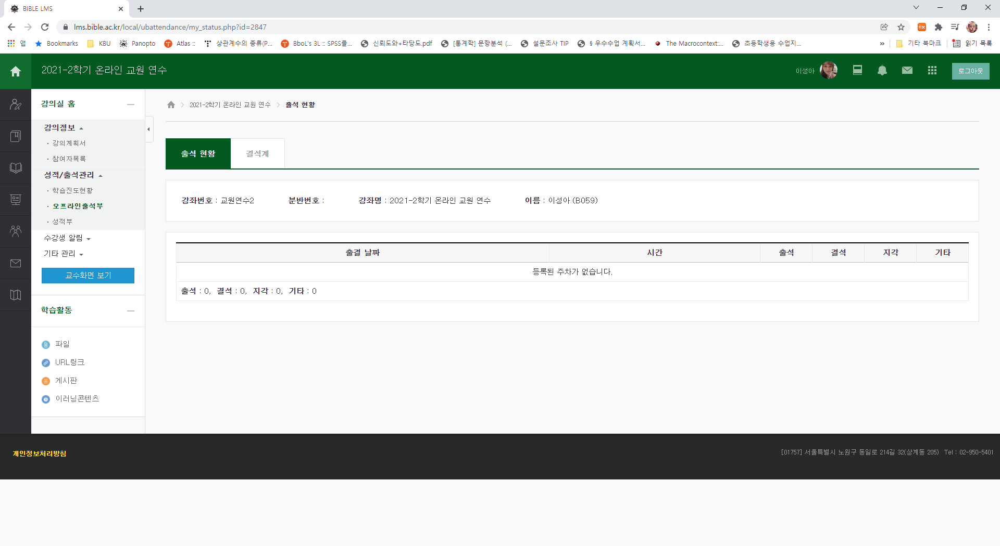 BIBLE LMS
lms.bible.ac.kr/local/ubattendance/my_status.php?id=2847
앱 Bookmarks KBU Panopto Atlas :: 상관계수의 종류(P... BboL's 3L :: SPSS를... 신뢰도와+타당도.pdf [통계학] 문항분석 (... 설문조사 TIP § 우수수업 계획서... The Macrocontext:... 초등학생용 수업지... » 기타 북마크 읽기 목록
2021-2학기 온라인 교원 연수 이성아 로그아웃
강의실 홈
강의정보
· 강의계획서
· 참여자목록
성적/출석관리
· 학습진도현황
· 오프라인출석부
· 성적부
수강생 알림
기타 관리
교수화면 보기
학습활동
파일
URL링크
게시판
이러닝콘텐츠
2021-2학기 온라인 교원 연수 출석 현황
출석 현황 결석계
강좌번호 : 교원연수2 분반번호 : 강좌명 : 2021-2학기 온라인 교원 연수 이름 : 이성아 (B059)
출결 날짜 시간 출석 결석 지각 기타
등록된 주차가 없습니다.
출석 : 0, 결석 : 0, 지각 : 0, 기타 : 0
개인정보처리방침
[01757] 서울특별시 노원구 동일로 214길 32(상계동 205) Tel : 02-950-5401